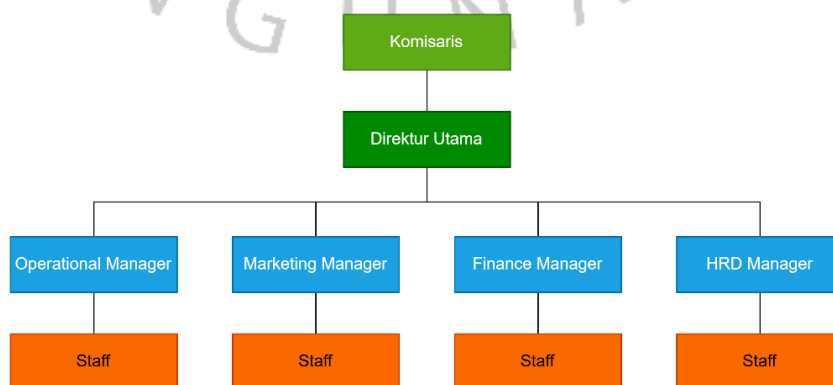 Komisaris
Direktur Utama
Operational Manager
Marketing Manager
Finance Manager
HRD Manager
Staff
Staff
Staff
Staff